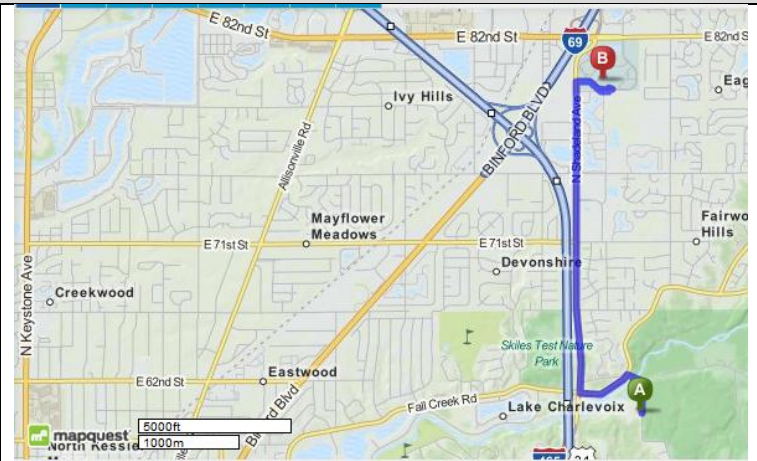 E 82nd St
E 82nd St
E 82nd S
69
B
Eag
Ivy Hills
BINFORD BLVD
N Shadeland Ave
Allisonville Rd
Mayflower
Meadows
Fairwo
Hills
E 71st St
E 71st St
Devonshire
N Keystone Ave
Creekwood
Skiles Test Nature
Park
Eastwood
E 62nd St
A
Fall Creek Rd
Lake Charlevoix
Binford Blvd
5000ft
mapquest
1000m
North Kessle
465